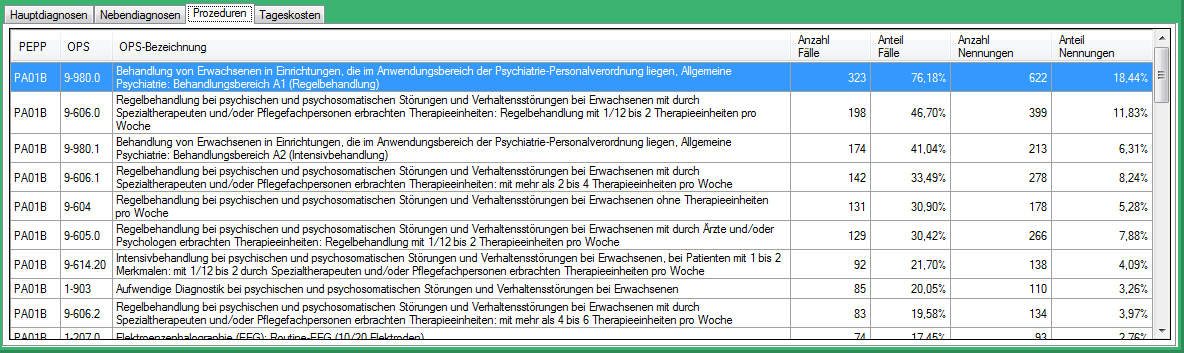 Hauptdiagnosen Nebendiagnosen Prozeduren Tageskosten
PEPP OPS OPS-Bezeichnung Anzahl Fälle Anteil Fälle Anzahl Nennungen Anteil Nennungen
PA01B 9-980.0 Behandlung von Erwachsenen in Einrichtungen, die im Anwendungsbereich der Psychiatrie-Personalverordnung liegen, Allgemeine
Psychiatrie: Behandlungsbereich A1 (Regelbehandlung) 323 76,18% 622 18,44%
PA01B 9-606.0 Regelbehandlung bei psychischen und psychosomatischen Störungen und Verhaltensstörungen bei Erwachsenen mit durch
Spezialtherapeuten und/oder Pflegefachpersonen erbrachten Therapieeinheiten: Regelbehandlung mit 1/12 bis 2 Therapieeinheiten pro
Woche 198 46,70% 399 11,83%
PA01B 9-980.1 Behandlung von Erwachsenen in Einrichtungen, die im Anwendungsbereich der Psychiatrie-Personalverordnung liegen, Allgemeine
Psychiatrie: Behandlungsbereich A2 (Intensivbehandlung) 174 41,04% 213 6,31%
PA01B 9-606.1 Regelbehandlung bei psychischen und psychosomatischen Störungen und Verhaltensstörungen bei Erwachsenen mit durch
Spezialtherapeuten und/oder Pflegefachpersonen erbrachten Therapieeinheiten: mit mehr als 2 bis 4 Therapieeinheiten pro Woche 142 33,49% 278 8,24%
PA01B 9-604 Regelbehandlung bei psychischen und psychosomatischen Störungen und Verhaltensstörungen bei Erwachsenen ohne Therapieeinheiten
pro Woche 131 30,90% 178 5,28%
PA01B 9-605.0 Regelbehandlung bei psychischen und psychosomatischen Störungen und Verhaltensstörungen bei Erwachsenen mit durch Ärzte und/oder
Psychologen erbrachten Therapieeinheiten: Regelbehandlung mit 1/12 bis 2 Therapieeinheiten pro Woche 129 30,42% 266 7,88%
PA01B 9-614.20 Intensivbehandlung bei psychischen und psychosomatischen Störungen und Verhaltensstörungen bei Erwachsenen, bei Patienten mit 1 bis 2
Merkmalen: mit 1/12 bis 2 durch Spezialtherapeuten und/oder Pflegefachpersonen erbrachten Therapieeinheiten pro Woche 92 21,70% 138 4,09%
PA01B 1-903 Aufwendige Diagnostik bei psychischen und psychosomatischen Störungen und Verhaltensstörungen bei Erwachsenen 85 20,05% 110 3,26%
PA01B 9-606.2 Regelbehandlung bei psychischen und psychosomatischen Störungen und Verhaltensstörungen bei Erwachsenen mit durch
Spezialtherapeuten und/oder Pflegefachpersonen erbrachten Therapieeinheiten: mit mehr als 4 bis 6 Therapieeinheiten pro Woche 83 19,58% 134 3,97%
PA01B 1-207.0 Elektroenzephalographie (EEG): Routine-EEG (10/20 Elektroden) 74 17,45% 93 2,76%